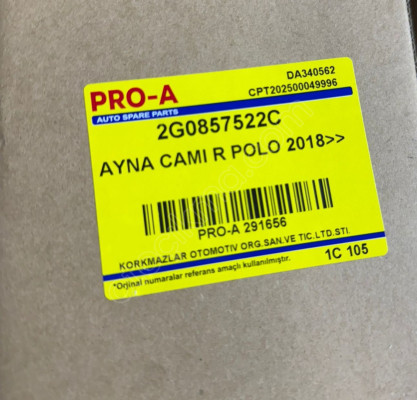 DA340562
CPT202500049996
PRO-A
AUTO SPARE PARTS
2G0857522C
AYNA CAMI R POLO 2018>>
PRO-A 291656
KORKMAZLAR OTOMOTIV ORG.SAN.VE TIC.LTD.STI.
*Orjinal numaralar referans amaçlı kullanılmıştır.
1C 105